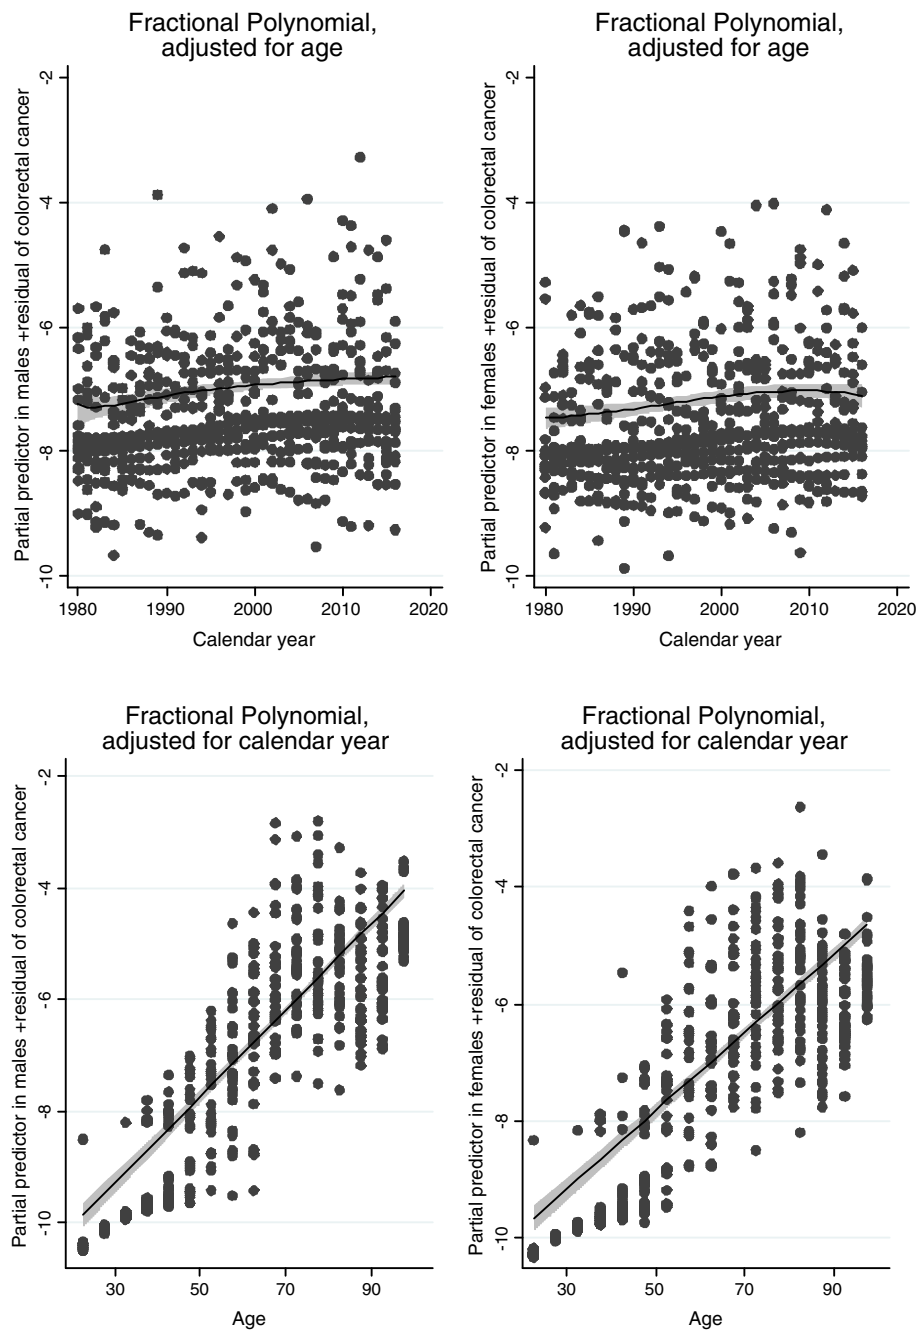 Fractional Polynomial,
adjusted for age
Partial predictor in males +residual of colorectal cancer
-2
-4
-6
-8
-10
1980 1990 2000 2010 2020
Calendar year
Fractional Polynomial,
adjusted for age
Partial predictor in females +residual of colorectal cancer
-2
-4
-6
-8
-10
1980 1990 2000 2010 2020
Calendar year
Fractional Polynomial,
adjusted for calendar year
Partial predictor in males +residual of colorectal cancer
-2
-4
-6
-8
-10
30 50 70 90
Age
Fractional Polynomial,
adjusted for calendar year
Partial predictor in females +residual of colorectal cancer
-2
-4
-6
-8
-10
30 50 70 90
Age